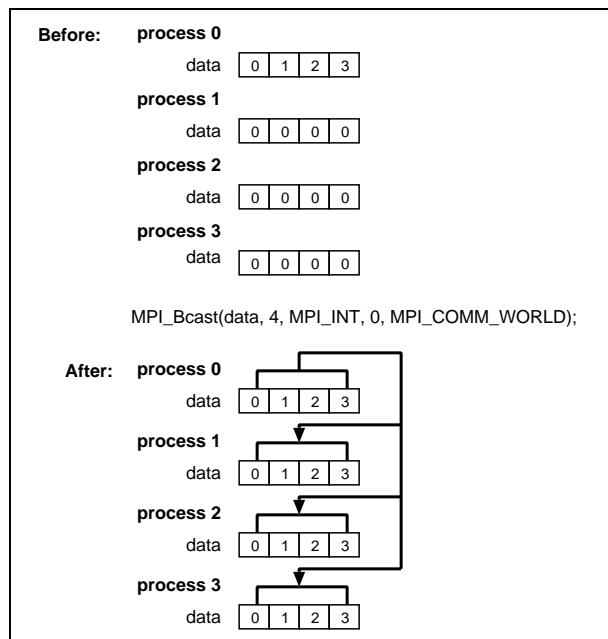 Before: process 0
data 0 1 2 3
process 1
data 0 0 0 0
process 2
data 0 0 0 0
process 3
data 0 0 0 0
MPI_Bcast(data, 4, MPI_INT, 0, MPI_COMM_WORLD);
After: process 0
data 0 1 2 3
process 1
data 0 1 2 3
process 2
data 0 1 2 3
process 3
data 0 1 2 3